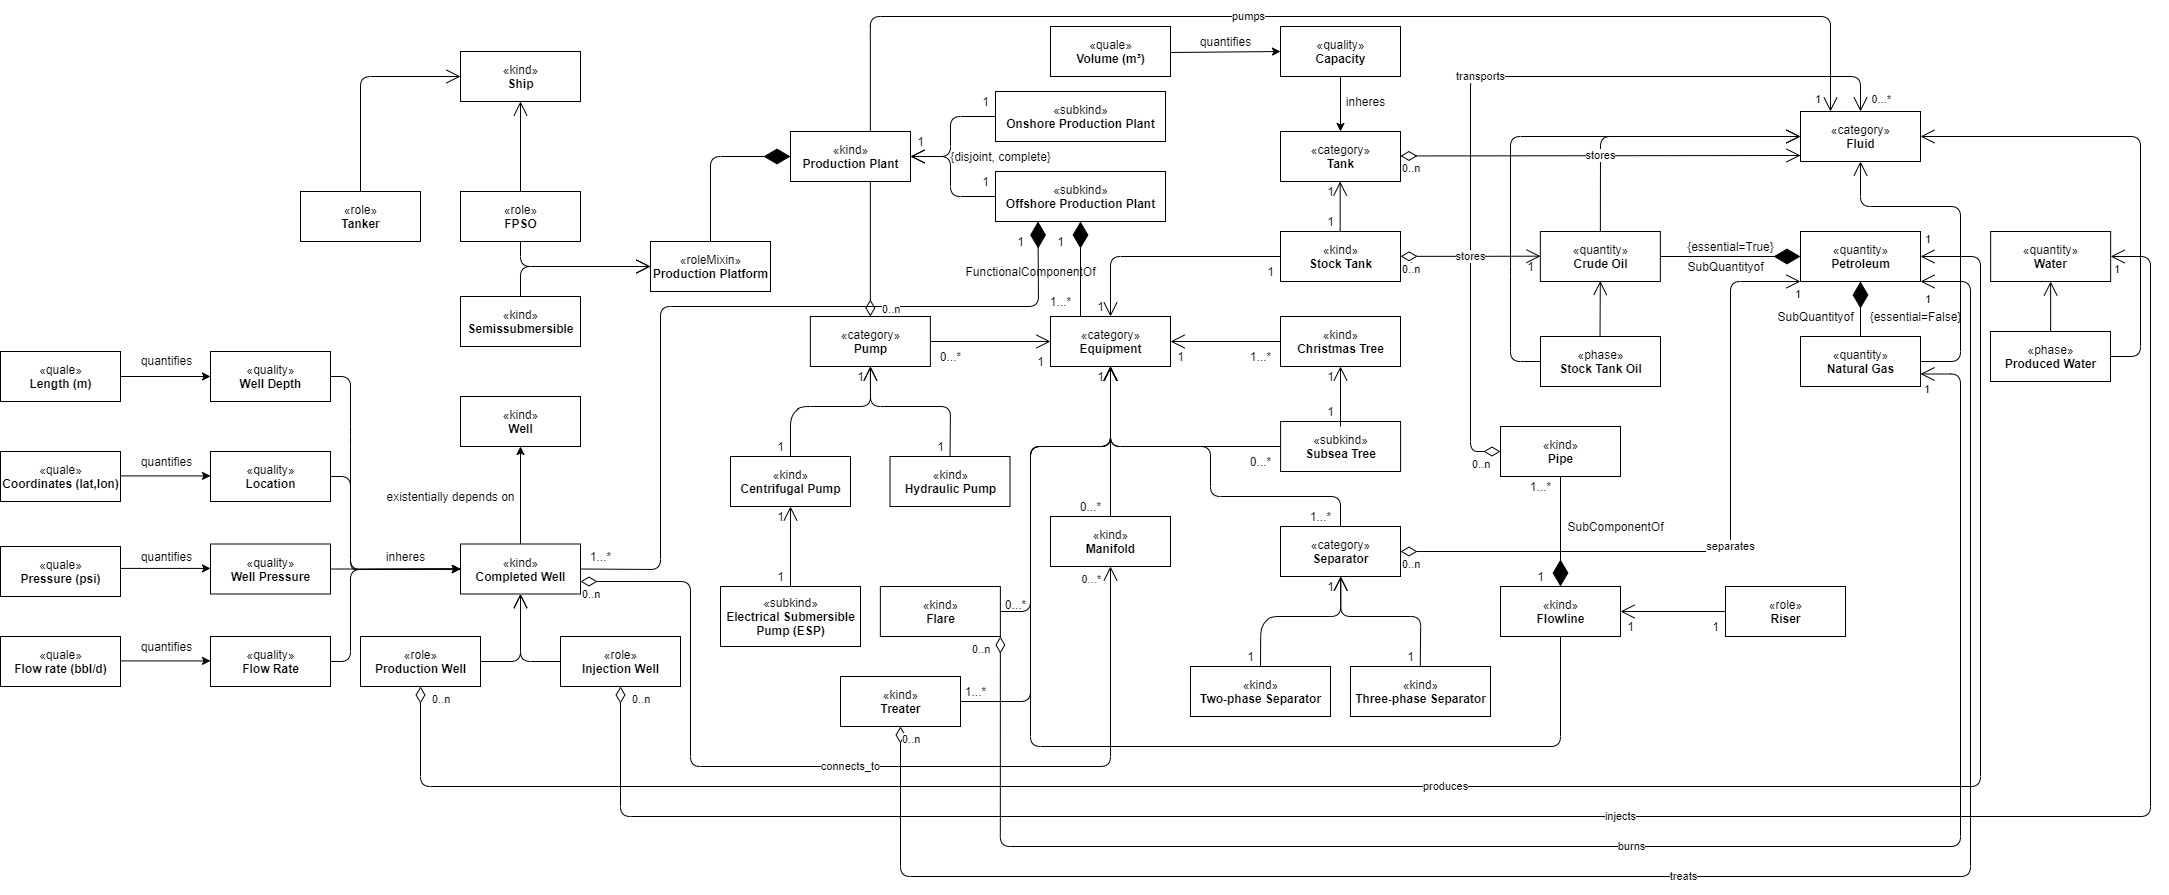 pumps
«quale»
Volume (m³)
quantifies
«quality»
Capacity
inheres
«kind»
Ship
transports
1
0...*
«category»
Fluid
1
«subkind»
Onshore Production Plant
«kind»
Production Plant
1
{disjoint, complete}
1
«subkind»
Offshore Production Plant
«category»
Tank
0..n
stores
1
1
«role»
Tanker
«role»
FPSO
«roleMixin»
Production Platform
«kind»
Semissubmersible
1
1
FunctionalComponentOf
1...*
0..n
«kind»
Stock Tank
1
0..n
stores
1
«quantity»
Crude Oil
{essential=True}
SubQuantityof
«quantity»
Petroleum
1
1
1
«quantity»
Water
1
SubQuantityof
{essential=False}
«category»
Pump
0...*
1
1
«category»
Equipment
1
1...*
«kind»
Christmas Tree
«phase»
Stock Tank Oil
«quantity»
Natural Gas
1
«phase»
Produced Water
«quale»
Length (m)
quantifies
«quality»
Well Depth
«kind»
Well
1
1
1
1
1
1
«kind»
Centrifugal Pump
«kind»
Hydraulic Pump
«subkind»
Subsea Tree
0...*
«kind»
Pipe
0..n
1...*
«quale»
Coordinates (lat,lon)
quantifies
«quality»
Location
existentially depends on
1
1
0...*
«kind»
Manifold
0...*
1...*
«category»
Separator
0..n
separates
SubComponentOf
«quale»
Pressure (psi)
quantifies
«quality»
Well Pressure
inheres
«kind»
Completed Well
1...*
0..n
«subkind»
Electrical Submersible
Pump (ESP)
«kind»
Flare
0...*
0..n
1
1
1
1
«kind»
Flowline
1
1
«role»
Riser
«quale»
Flow rate (bbl/d)
quantifies
«quality»
Flow Rate
«role»
Production Well
0..n
«role»
Injection Well
0..n
«kind»
Treater
1...*
0..n
«kind»
Two-phase Separator
«kind»
Three-phase Separator
connects_to
produces
injects
burns
treats